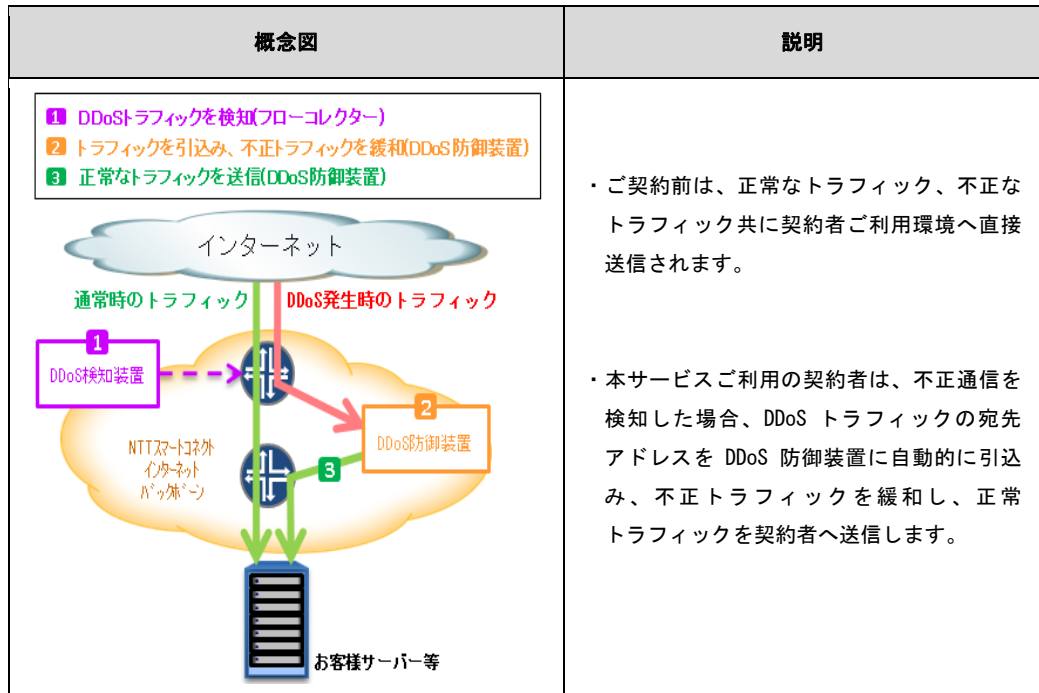 概念図
説明
1 DDoSトラフィックを検知(フローコレクター)
2 トラフィックを引込み、不正トラフィックを緩和(DDoS防御装置)
3 正常なトラフィックを送信(DDoS防御装置)
インターネット
通常時のトラフィック
DDoS発生時のトラフィック
1
DDoS検知装置
2
DDoS防御装置
NTTスマートコネクト
インターネット
バックボーン
3
お客様サーバー等
・ご契約前は、正常なトラフィック、不正な
トラフィック共に契約者ご利用環境へ直接
送信されます。
・本サービスご利用の契約者は、不正通信を
検知した場合、DDoS トラフィックの宛先
アドレスを DDoS 防御装置に自動的に引込
み、不正トラフィックを緩和し、正常
トラフィックを契約者へ送信します。